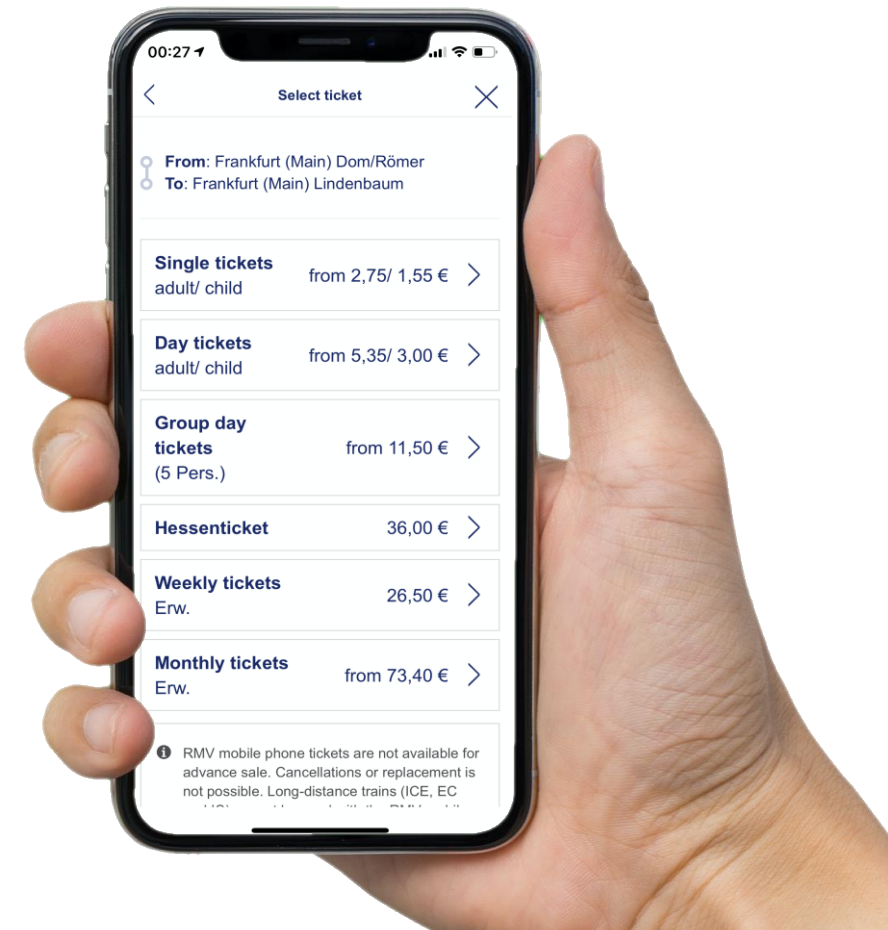 00:27
Select ticket
From: Frankfurt (Main) Dom/Römer
To: Frankfurt (Main) Lindenbaum
Single tickets
adult/ child
from 2,75/ 1,55 €
Day tickets
adult/ child
from 5,35/ 3,00 €
Group day
tickets
(5 Pers.)
from 11,50 €
Hessenticket
36,00 €
Weekly tickets
Erw.
26,50 €
Monthly tickets
Erw.
from 73,40 €
RMV mobile phone tickets are not available for
advance sale. Cancellations or replacement is
not possible. Long-distance trains (ICE, EC